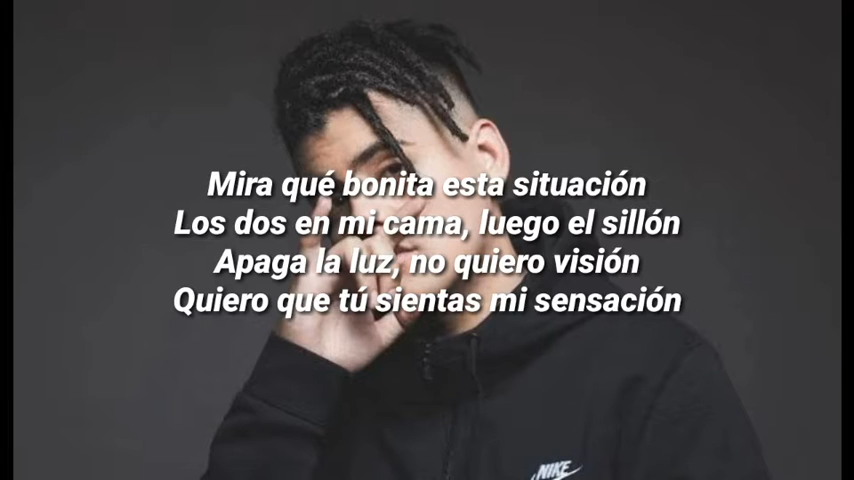 Mira qué bonita esta situación
Los dos en mi cama, luego el sillón
Apaga la luz, no quiero visión
Quiero que tú sientas mi sensación
NIKE